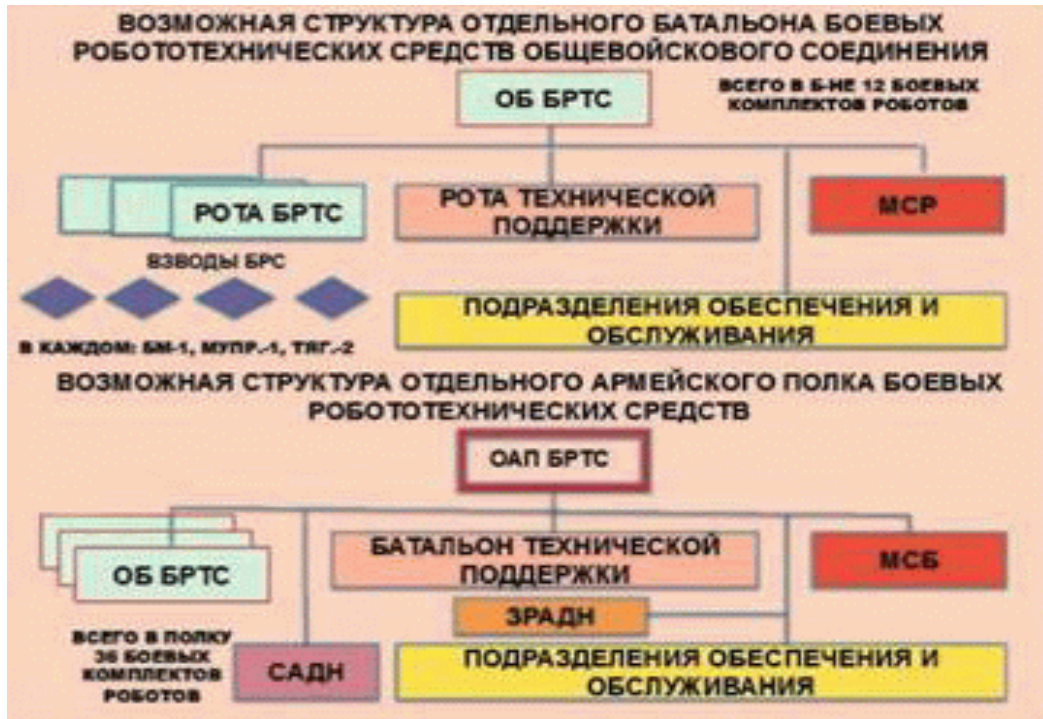 ВОЗМОЖНАЯ СТРУКТУРА ОТДЕЛЬНОГО БАТАЛЬОНА БОЕВЫХ
РОБОТОТЕХНИЧЕСКИХ СРЕДСТВ ОБЩЕВОЙСКОВОГО СОЕДИНЕНИЯ
ОБ БРТС
ВСЕГО В Б-НЕ 12 БОЕВЫХ
КОМПЛЕКТОВ РОБОТОВ
РОТА БРТС
РОТА ТЕХНИЧЕСКОЙ
ПОДДЕРЖКИ
МСР
ВЗВОДЫ БРС
ПОДРАЗДЕЛЕНИЯ ОБЕСПЕЧЕНИЯ И
ОБСЛУЖИВАНИЯ
В КАЖДОМ: БМ-1, МУПР.-1, ТЯГ.-2
ВОЗМОЖНАЯ СТРУКТУРА ОТДЕЛЬНОГО АРМЕЙСКОГО ПОЛКА БОЕВЫХ
РОБОТОТЕХНИЧЕСКИХ СРЕДСТВ
ОАП БРТС
ОБ БРТС
БАТАЛЬОН ТЕХНИЧЕСКОЙ
ПОДДЕРЖКИ
МСБ
ЗРАДН
ВСЕГО В ПОЛКУ
36 БОЕВЫХ
КОМПЛЕКТОВ
РОБОТОВ
САДН
ПОДРАЗДЕЛЕНИЯ ОБЕСПЕЧЕНИЯ И
ОБСЛУЖИВАНИЯ